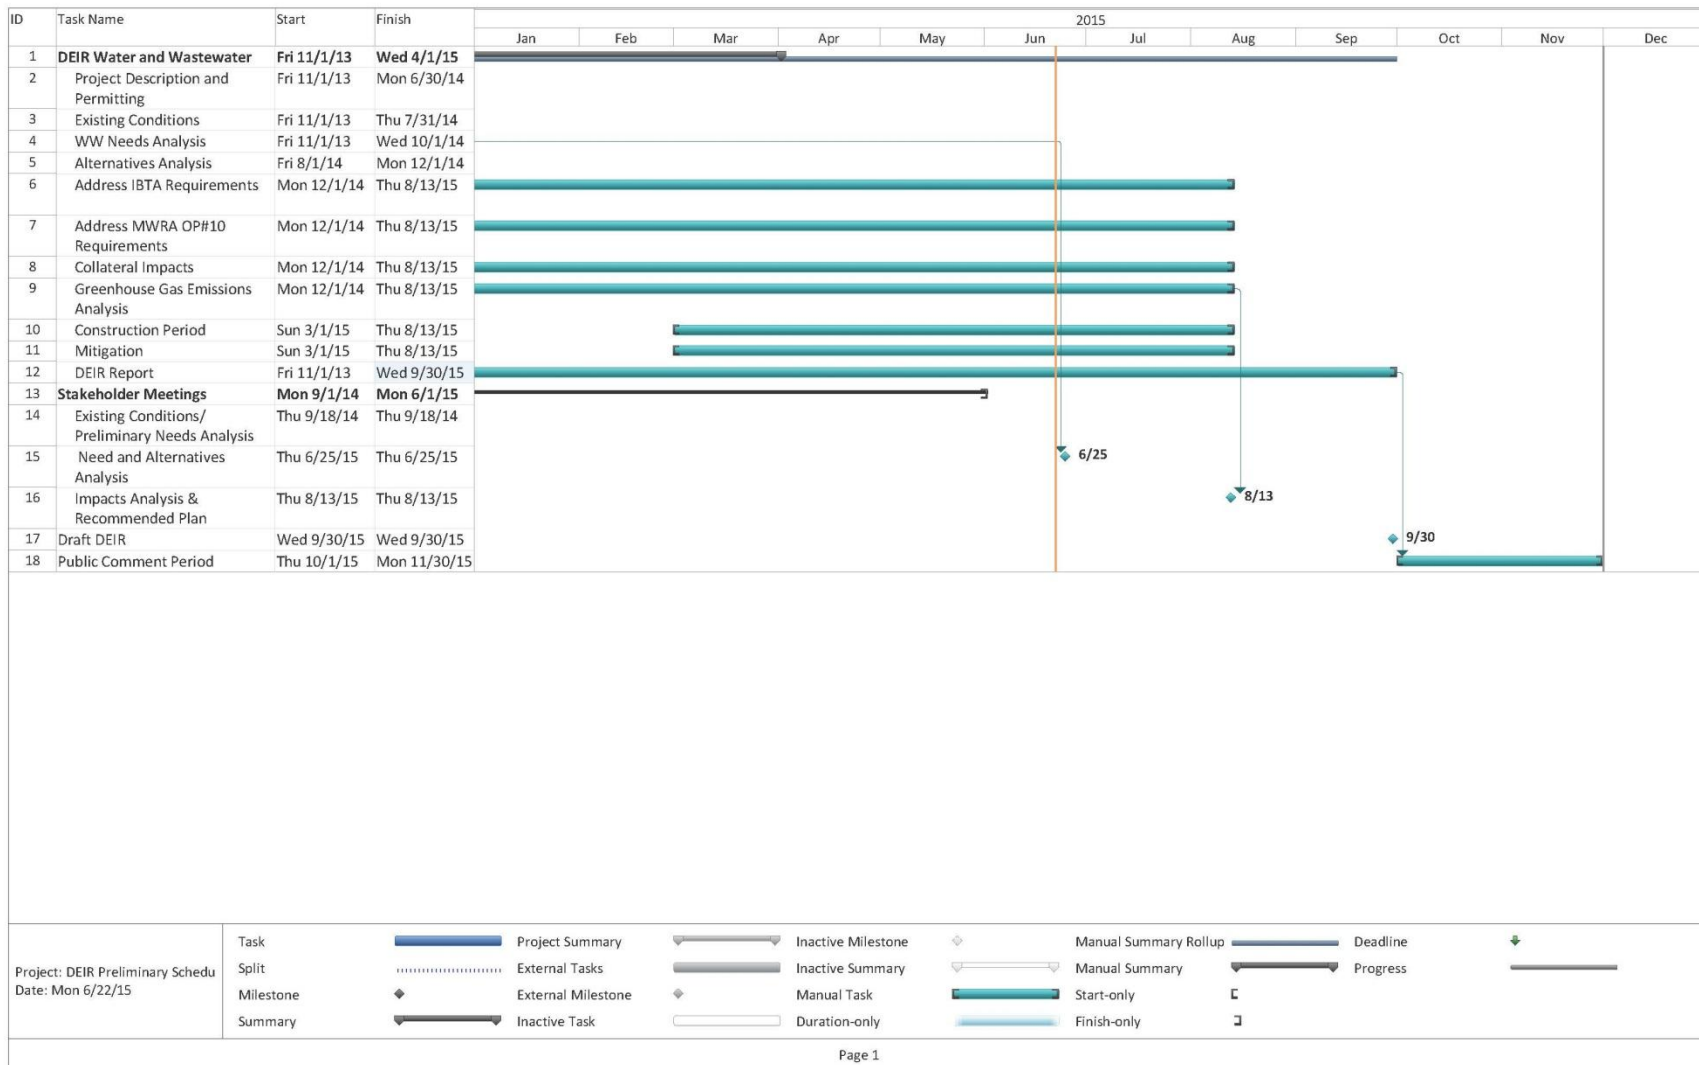 ID Task Name Start Finish 2015
Jan Feb Mar Apr May Jun Jul Aug Sep Oct Nov Dec
1 DEIR Water and Wastewater Fri 11/1/13 Wed 4/1/15
2 Project Description and Fri 11/1/13 Mon 6/30/14
Permitting
3 Existing Conditions Fri 11/1/13 Thu 7/31/14
4 WW Needs Analysis Fri 11/1/13 Wed 10/1/14
5 Alternatives Analysis Fri 8/1/14 Mon 12/1/14
6 Address IBTA Requirements Mon 12/1/14 Thu 8/13/15
7 Address MWRA OP#10 Mon 12/1/14 Thu 8/13/15
Requirements
8 Collateral Impacts Mon 12/1/14 Thu 8/13/15
9 Greenhouse Gas Emissions Mon 12/1/14 Thu 8/13/15
Analysis
10 Construction Period Sun 3/1/15 Thu 8/13/15
11 Mitigation Sun 3/1/15 Thu 8/13/15
12 DEIR Report Fri 11/1/13 Wed 9/30/15
13 Stakeholder Meetings Mon 9/1/14 Mon 6/1/15
14 Existing Conditions/ Thu 9/18/14 Thu 9/18/14
Preliminary Needs Analysis
15 Need and Alternatives Thu 6/25/15 Thu 6/25/15 6/25
Analysis
16 Impacts Analysis & Thu 8/13/15 Thu 8/13/15 8/13
Recommended Plan
17 Draft DEIR Wed 9/30/15 Wed 9/30/15 9/30
18 Public Comment Period Thu 10/1/15 Mon 11/30/15
Project: DEIR Preliminary Schedu
Date: Mon 6/22/15
Task Project Summary Inactive Milestone Manual Summary Rollup Deadline
Split External Tasks Inactive Summary Manual Summary Progress
Milestone External Milestone Manual Task Start-only
Summary Inactive Task Duration-only Finish-only
Page 1